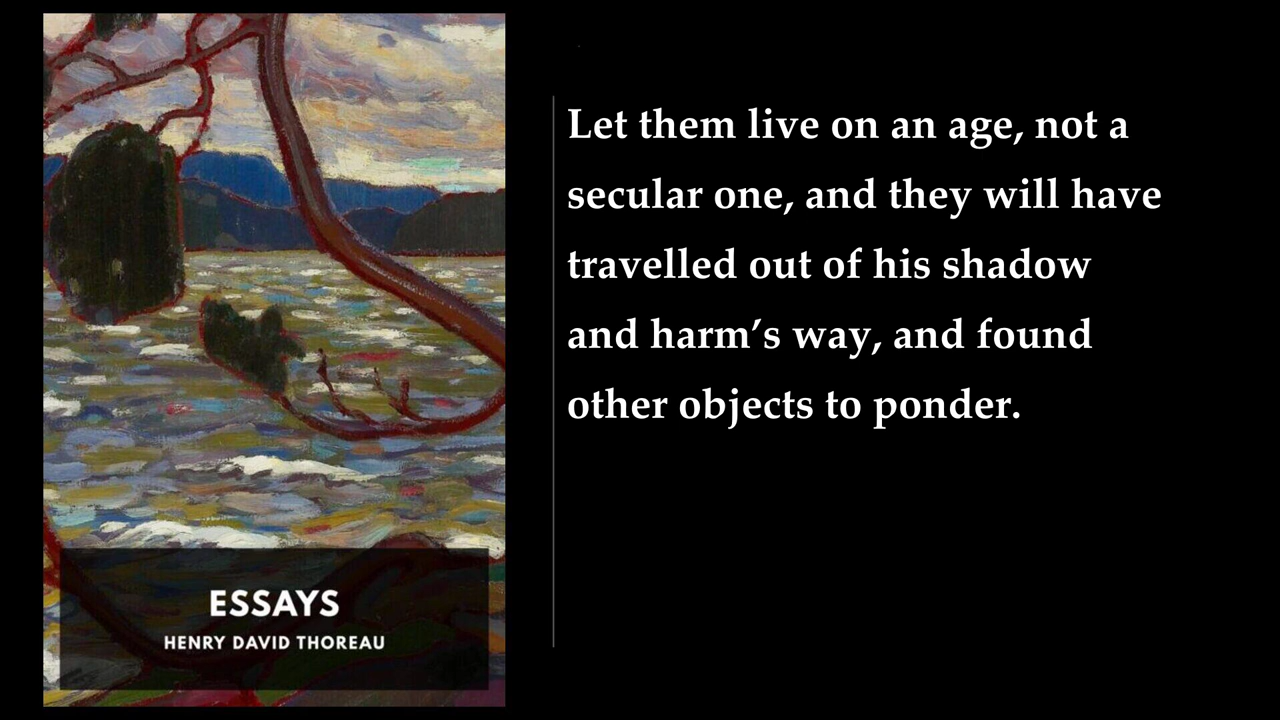 Let them live on an age, not a
secular one, and they will have
travelled out of his shadow
and harm’s way, and found
other objects to ponder.
ESSAYS
HENRY DAVID THOREAU